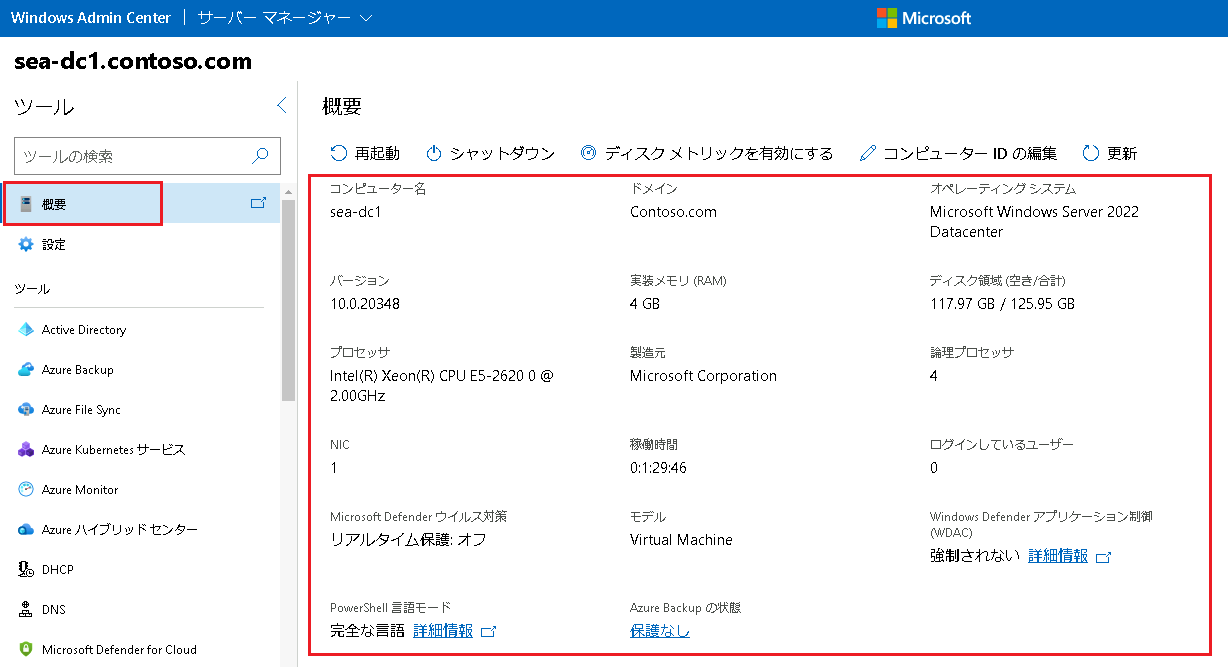 Windows Admin Center
サーバー マネージャー
Microsoft
sea-dc1.contoso.com
ツール
ツールの検索
概要
設定
ツール
Active Directory
Azure Backup
Azure File Sync
Azure Kubernetes サービス
Azure Monitor
Azure ハイブリッド センター
DHCP
DNS
Microsoft Defender for Cloud
概要
再起動
シャットダウン
ディスク メトリックを有効にする
コンピューター ID の編集
更新
コンピューター名
sea-dc1
ドメイン
Contoso.com
オペレーティング システム
Microsoft Windows Server 2022
Datacenter
バージョン
10.0.20348
実装メモリ (RAM)
4 GB
ディスク領域 (空き/合計)
117.97 GB / 125.95 GB
プロセッサ
Intel(R) Xeon(R) CPU E5-2620 0 @
2.00GHz
製造元
Microsoft Corporation
論理プロセッサ
4
NIC
1
稼働時間
0:1:29:46
ログインしているユーザー
0
Microsoft Defender ウイルス対策
リアルタイム保護: オフ
モデル
Virtual Machine
Windows Defender アプリケーション制御
(WDAC)
強制されない 詳細情報
PowerShell 言語モード
完全な言語 詳細情報
Azure Backup の状態
保護なし